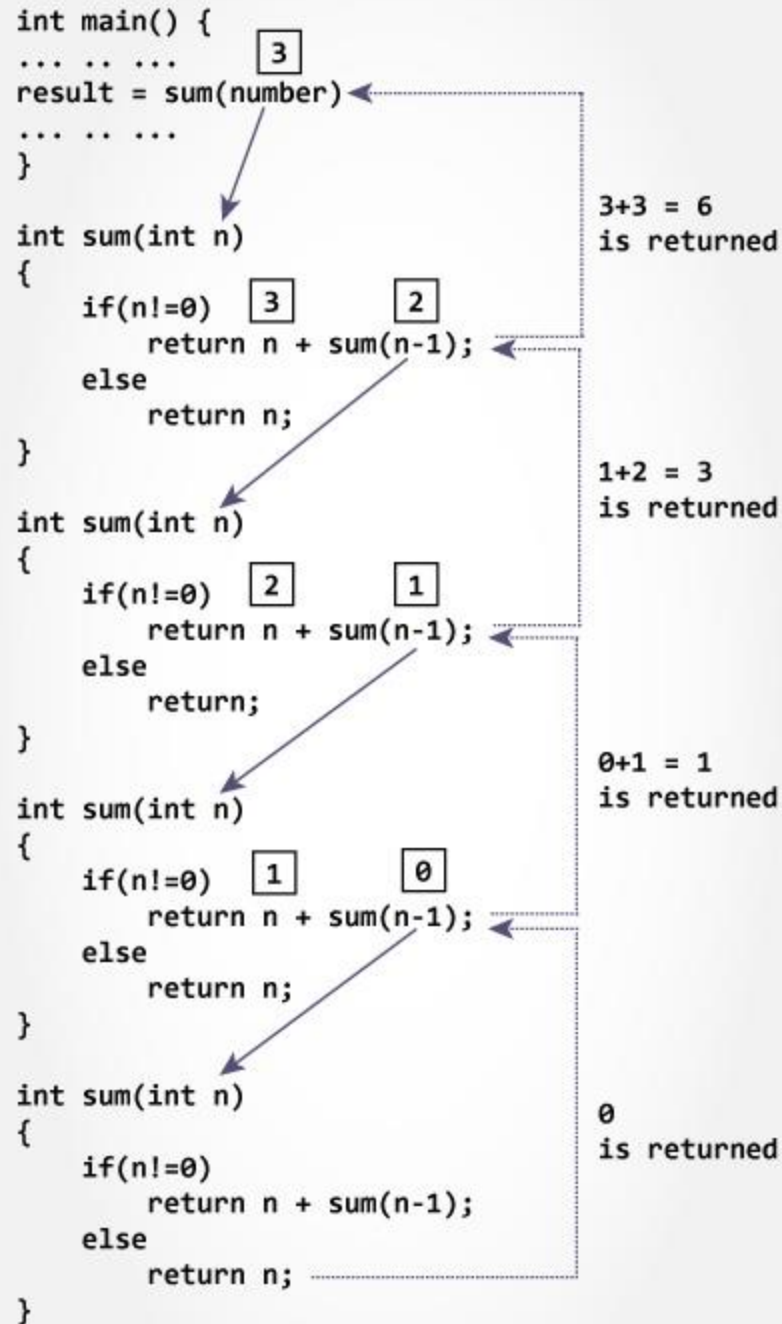 int main() {
3
... .. ...
result = sum(number)
... .. ...
}
3+3 = 6
is returned
int sum(int n)
{
3 2
if(n!=0)
return n + sum(n-1);
else
return n;
}
1+2 = 3
is returned
int sum(int n)
{
2 1
if(n!=0)
return n + sum(n-1);
else
return;
}
0+1 = 1
is returned
int sum(int n)
{
1 0
if(n!=0)
return n + sum(n-1);
else
return n;
}
0
is returned
int sum(int n)
{
if(n!=0)
return n + sum(n-1);
else
return n;
}